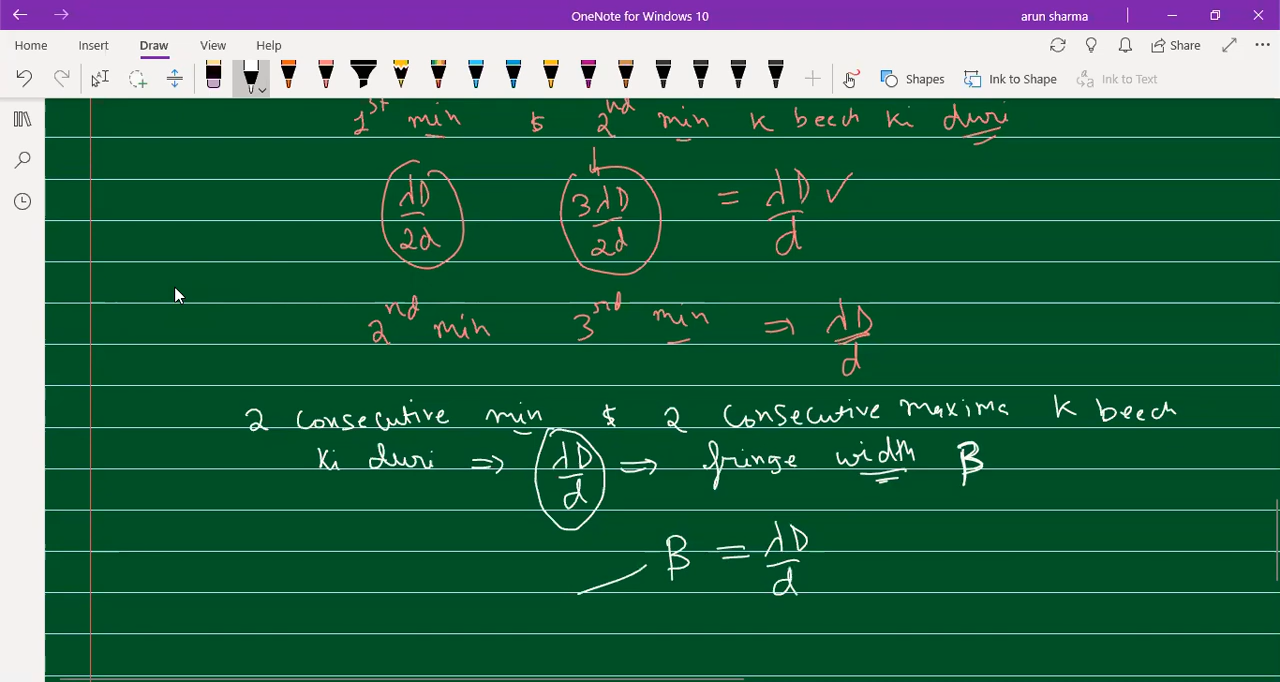 OneNote for Windows 10
arun sharma
Home Insert Draw View Help
Share
Shapes Ink to Shape Ink to Text
1st min $ 2nd min k beech ki duri
λD/2d 3λD/2d = λD/d ✓
2nd min 3rd min ⇒ λD/d
2 consecutive min $ 2 consecutive maxima k beech
ki duri ⇒ λD/d ⇒ fringe width β
β = λD/d